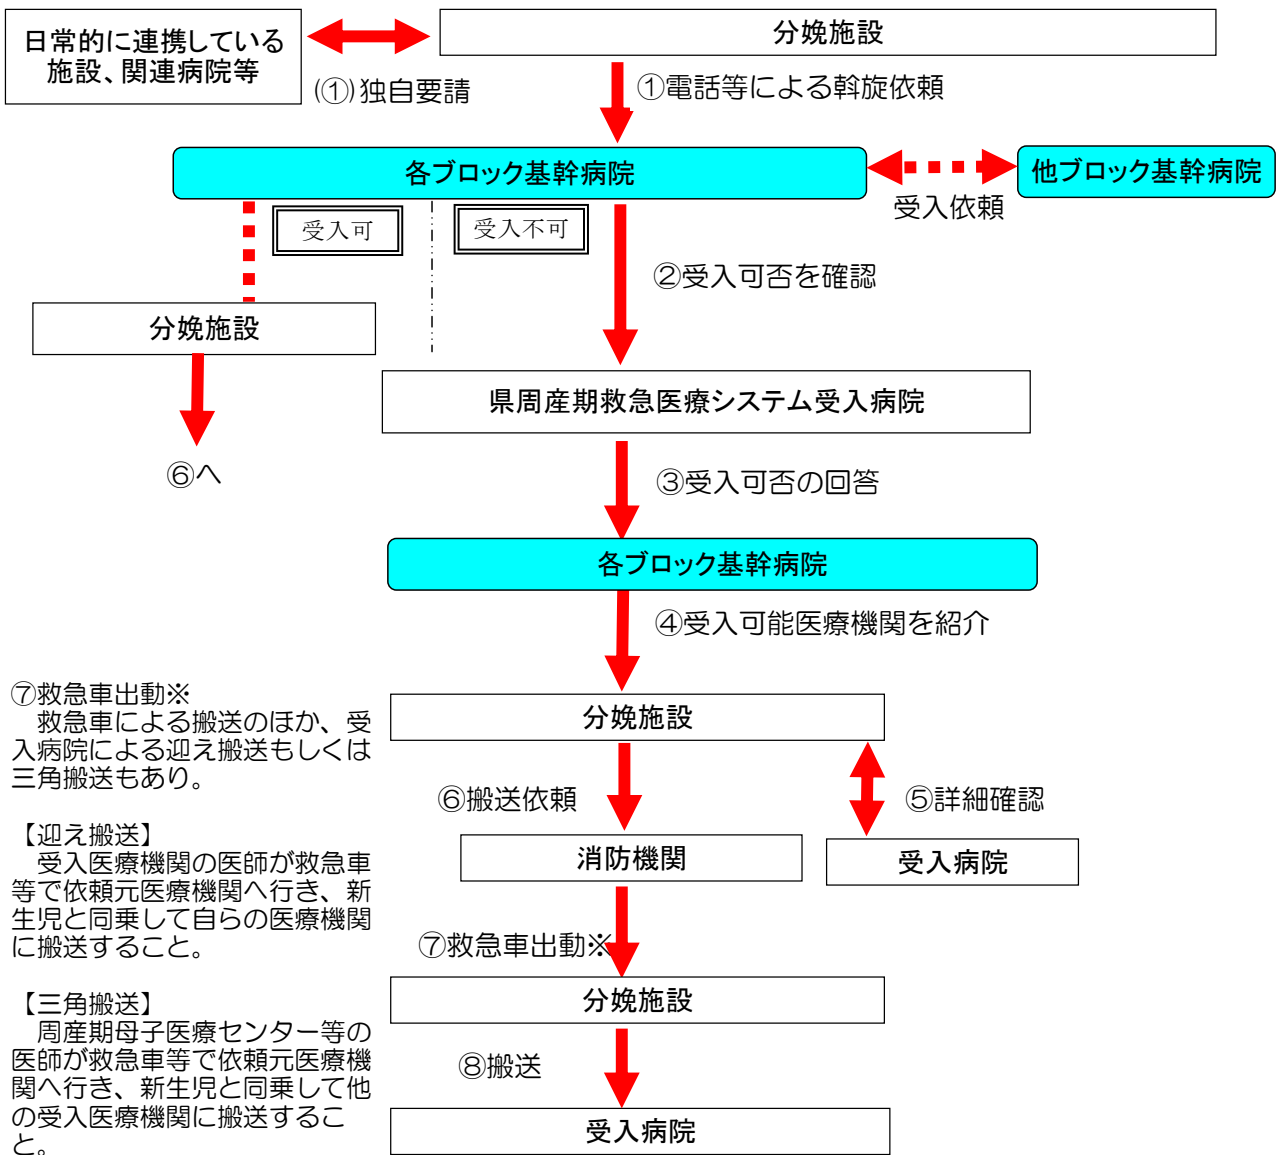 日常的に連携している
施設、関連病院等
分娩施設
(①)独自要請
①電話等による斡旋依頼
各ブロック基幹病院
他ブロック基幹病院
受入依頼
受入可
受入不可
②受入可否を確認
分娩施設
県周産期救急医療システム受入病院
⑥へ
③受入可否の回答
各ブロック基幹病院
④受入可能医療機関を紹介
分娩施設
⑥搬送依頼
⑤詳細確認
消防機関
受入病院
⑦救急車出動※
分娩施設
⑧搬送
受入病院
⑦救急車出動※
救急車による搬送のほか、受
入病院による迎え搬送もしくは
三角搬送もあり。
【迎え搬送】
受入医療機関の医師が救急車
等で依頼元医療機関へ行き、新
生児と同乗して自らの医療機関
に搬送すること。
【三角搬送】
周産期母子医療センター等の
医師が救急車等で依頼元医療機
関へ行き、新生児と同乗して他
の受入医療機関に搬送するこ
と。